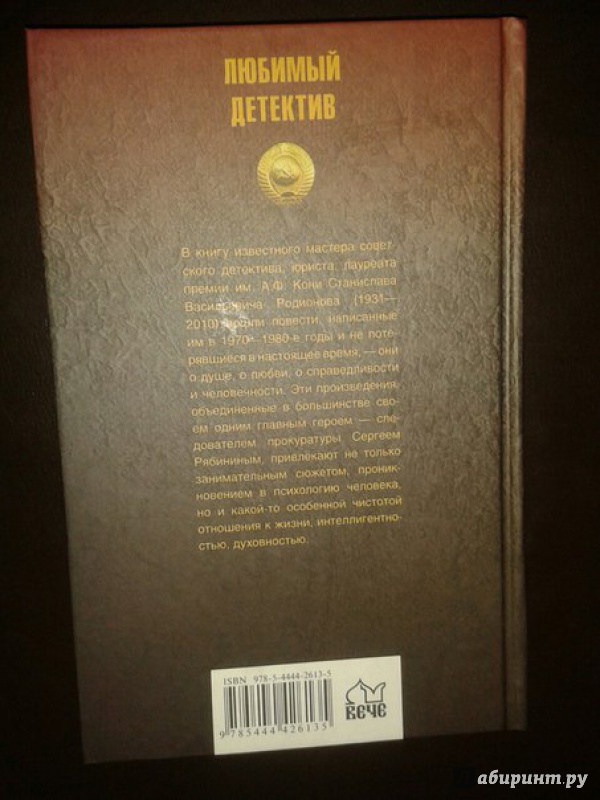 ЛЮБИМЫЙ
ДЕТЕКТИВ
В книгу известного мастера совет-
ского детектива, юриста, лауреата
премии им. А.Ф. Кони Станислава
Васильевича Родионова (1931—
2010) вошли повести, написанные
им в 1970—1980-е годы и не поте-
рявшиеся в настоящее время, — они
о душе, о любви, о справедливости
и человечности. Эти произведения,
объединенные в большинстве сво-
ем одним главным героем — сле-
дователем прокуратуры Сергеем
Рябининым, привлекают не только
занимательным сюжетом, проник-
новением в психологию человека,
но и какой-то особенной чистотой
отношения к жизни, интеллигентно-
стью, духовностью.
ISBN 978-5-4444-2613-5
9 785444 426135
ВЕЧЕ
абиринт.ру